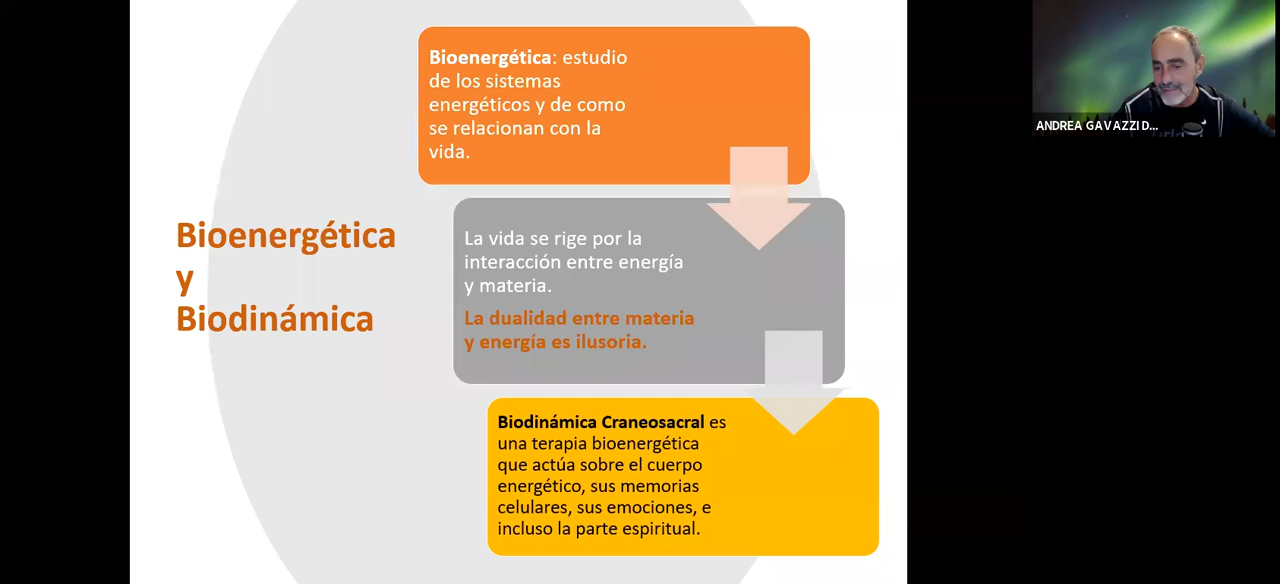 Bioenergética
y
Biodinámica
Bioenergética: estudio
de los sistemas
energéticos y de como
se relacionan con la
vida.
La vida se rige por la
interacción entre energía
y materia.
La dualidad entre materia
y energía es ilusoria.
Biodinámica Craneosacral es
una terapia bioenergética
que actúa sobre el cuerpo
energético, sus memorias
celulares, sus emociones, e
incluso la parte espiritual.
ANDREA GAVAZZI D...